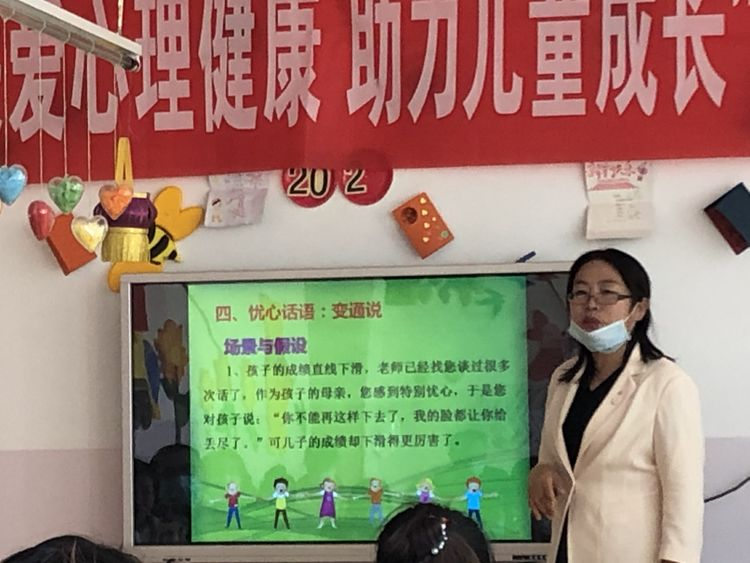 爱心理健康 助力儿童成长”
202
四、忧心话语：变通说
场景与假设
1、孩子的成绩直线下滑，老师已经找您谈过很多
次话了，作为孩子的母亲，您感到特别忧心，于是您
对孩子说：“你不能再这样下去了，我的脸都让你给
丢尽了。”可儿子的成绩却下滑得更厉害了。